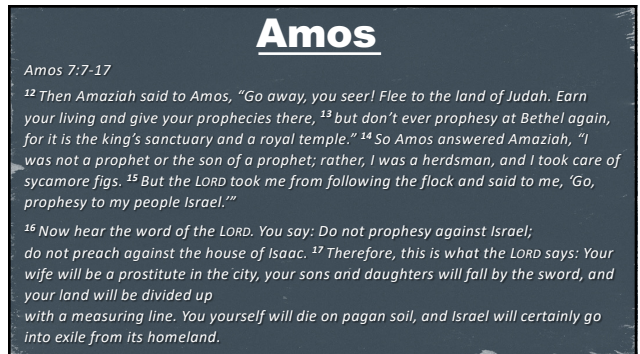 Amos
Amos 7:7-17
12 Then Amaziah said to Amos, “Go away, you seer! Flee to the land of Judah. Earn
your living and give your prophecies there, 13 but don’t ever prophesy at Bethel again,
for it is the king’s sanctuary and a royal temple.” 14 So Amos answered Amaziah, “I
was not a prophet or the son of a prophet; rather, I was a herdsman, and I took care of
sycamore figs. 15 But the LORD took me from following the flock and said to me, ‘Go,
prophesy to my people Israel.’”
16 Now hear the word of the LORD. You say: Do not prophesy against Israel;
do not preach against the house of Isaac. 17 Therefore, this is what the LORD says: Your
wife will be a prostitute in the city, your sons and daughters will fall by the sword, and
your land will be divided up
with a measuring line. You yourself will die on pagan soil, and Israel will certainly go
into exile from its homeland.